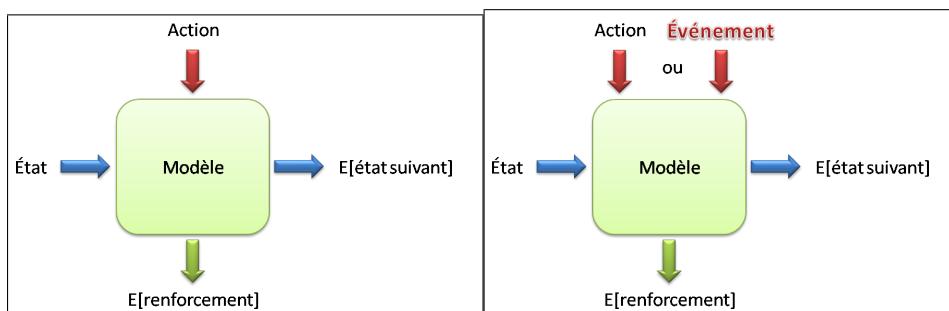 Action
État
Modèle
E[état suivant]
E[renforcement]
Action
Événement
ou
État
Modèle
E[état suivant]
E[renforcement]